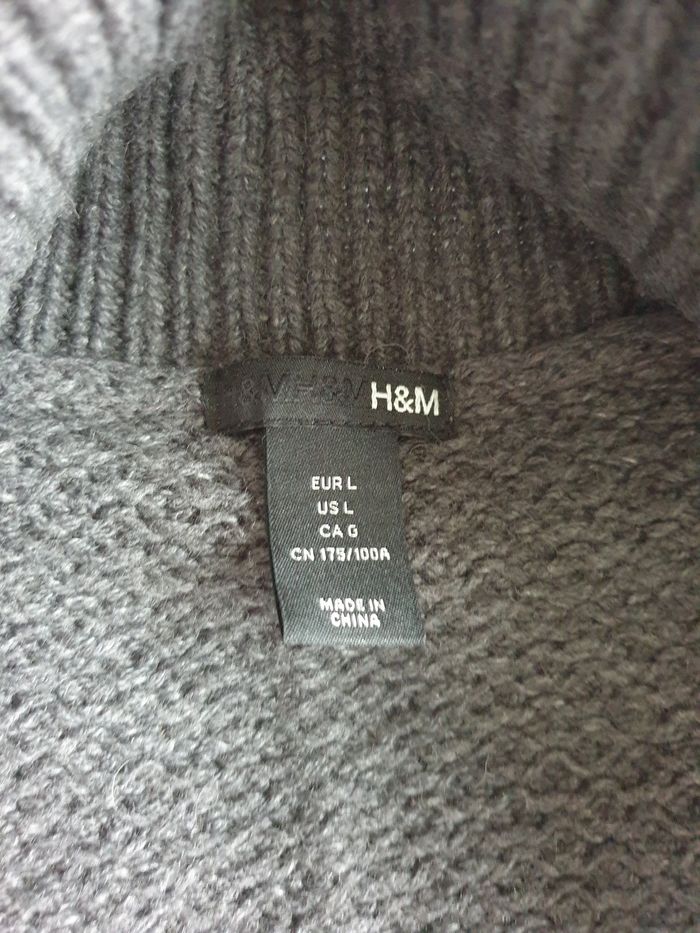 &M H&M H&M
EUR L
US L
CA G
CN 175/100A
MADE IN
CHINA